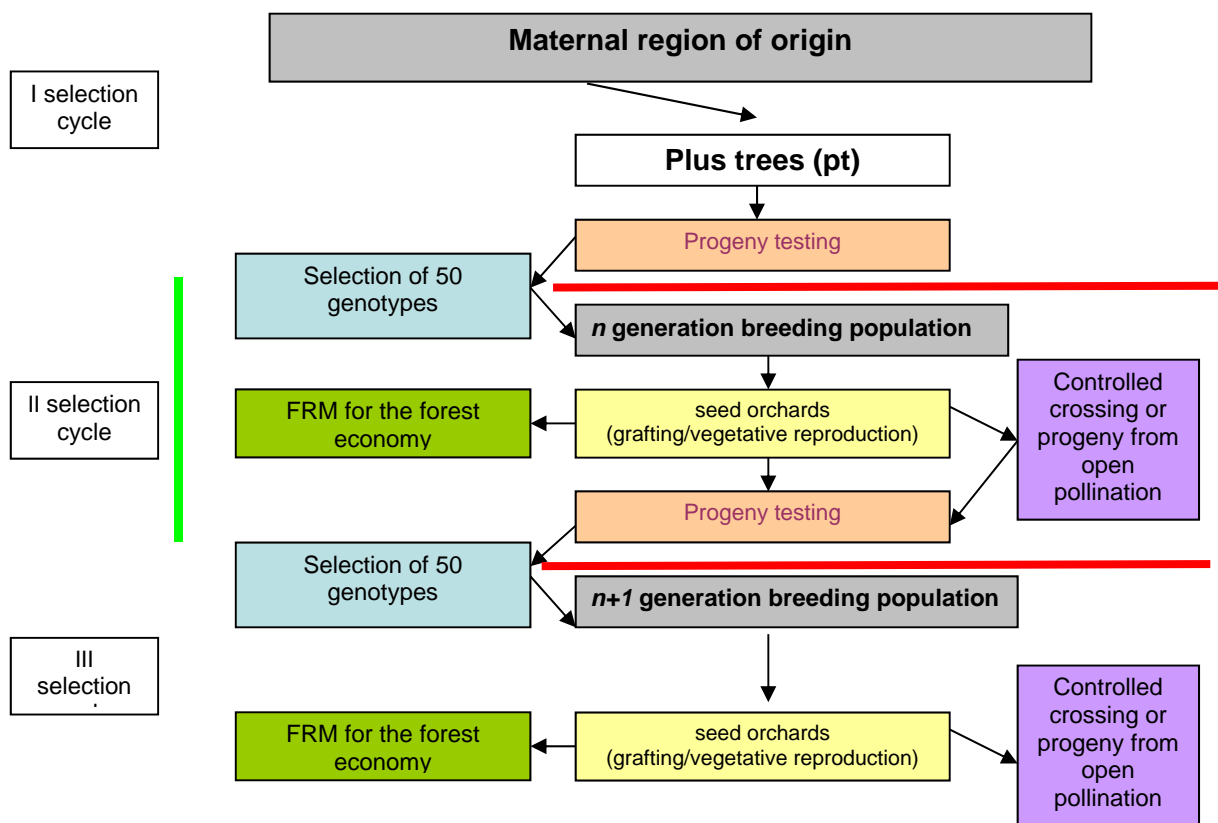 Maternal region of origin
I selection
cycle
Plus trees (pt)
Progeny testing
Selection of 50
genotypes
n generation breeding population
II selection
cycle
FRM for the forest
economy
seed orchards
(grafting/vegetative reproduction)
Controlled
crossing or
progeny from
open
pollination
Progeny testing
Selection of 50
genotypes
n+1 generation breeding population
III
selection
FRM for the forest
economy
seed orchards
(grafting/vegetative reproduction)
Controlled
crossing or
progeny from
open
pollination